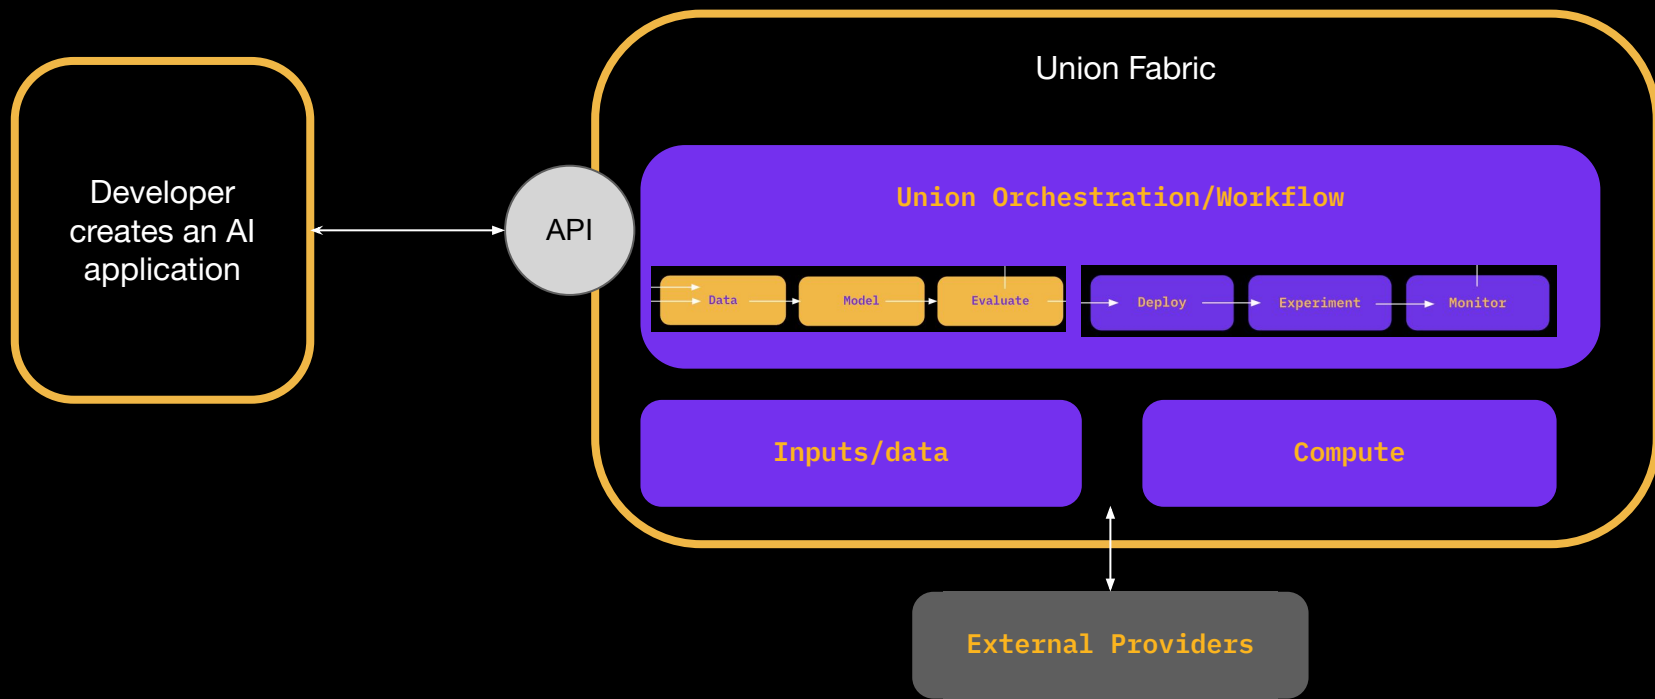 Union Fabric
Developer
creates an AI
application
API
Union Orchestration/Workflow
Data
Model
Evaluate
Deploy
Experiment
Monitor
Inputs/data
Compute
External Providers